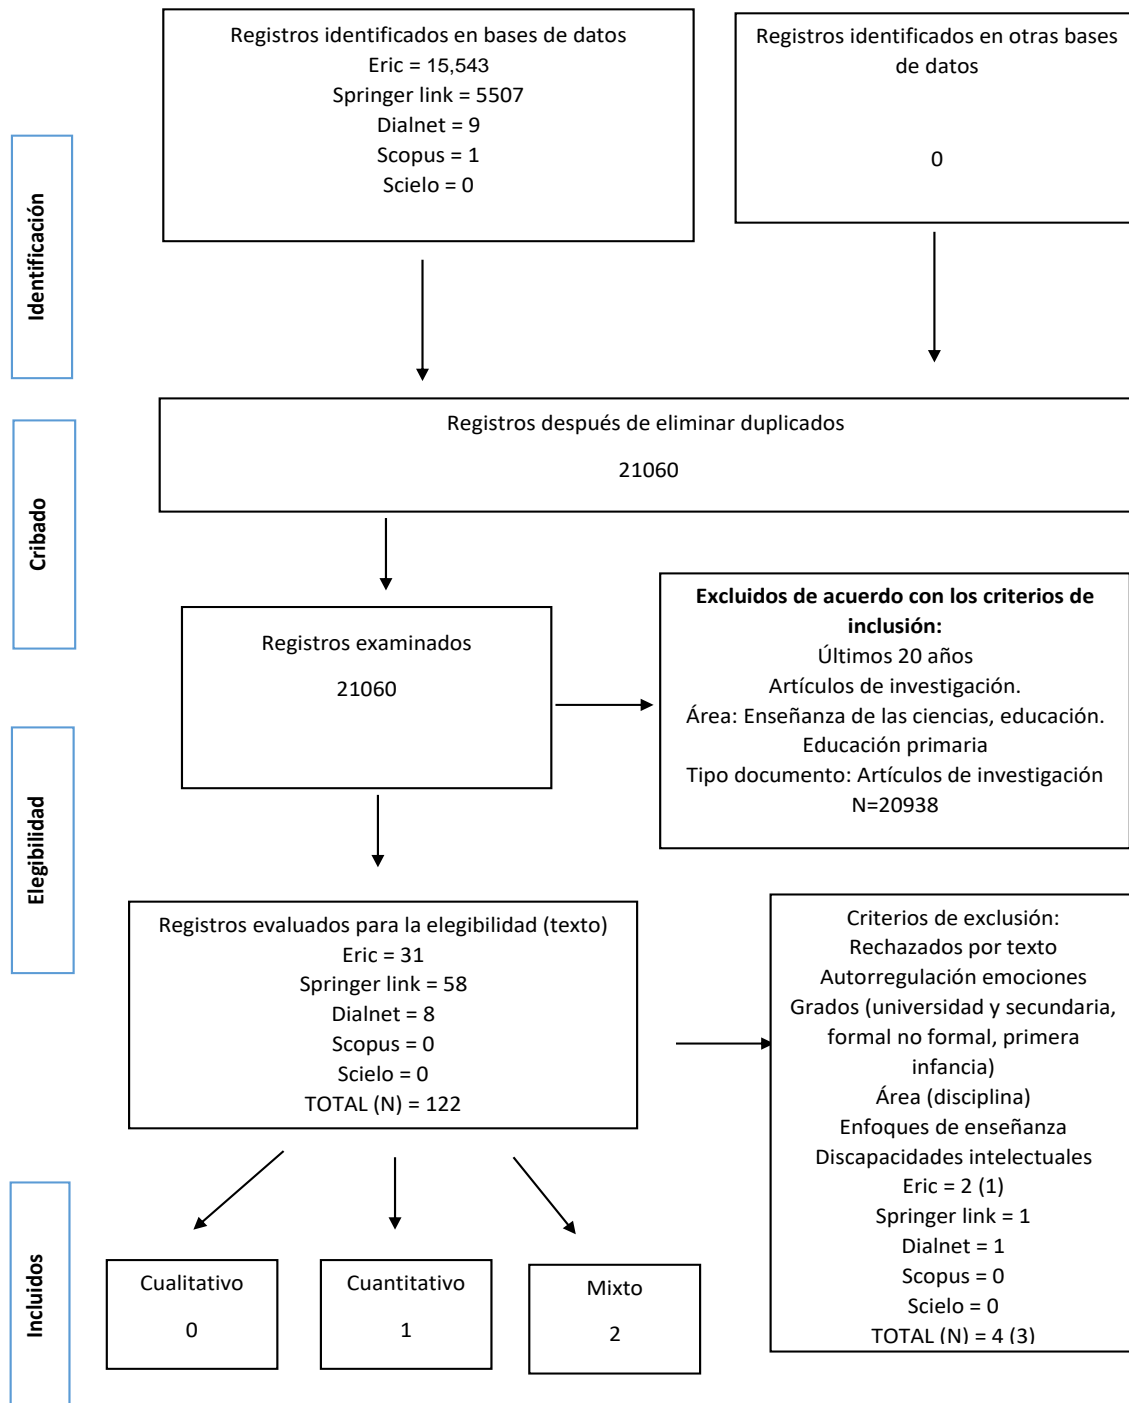 Registros identificados en bases de datos
Eric = 15,543
Springer link = 5507
Dialnet = 9
Scopus = 1
Scielo = 0
Registros identificados en otras bases
de datos
0
Identificación
Registros después de eliminar duplicados
21060
Cribado
Registros examinados
21060
Excluidos de acuerdo con los criterios de
inclusión:
Últimos 20 años
Artículos de investigación.
Área: Enseñanza de las ciencias, educación.
Educación primaria
Tipo documento: Artículos de investigación
N=20938
Elegibilidad
Registros evaluados para la elegibilidad (texto)
Eric = 31
Springer link = 58
Dialnet = 8
Scopus = 0
Scielo = 0
TOTAL (N) = 122
Criterios de exclusión:
Rechazados por texto
Autorregulación emociones
Grados (universidad y secundaria,
formal no formal, primera
infancia)
Área (disciplina)
Enfoques de enseñanza
Discapacidades intelectuales
Eric = 2 (1)
Springer link = 1
Dialnet = 1
Scopus = 0
Scielo = 0
TOTAL (N) = 4 (3)
Incluidos
Cualitativo
0
Cuantitativo
1
Mixto
2